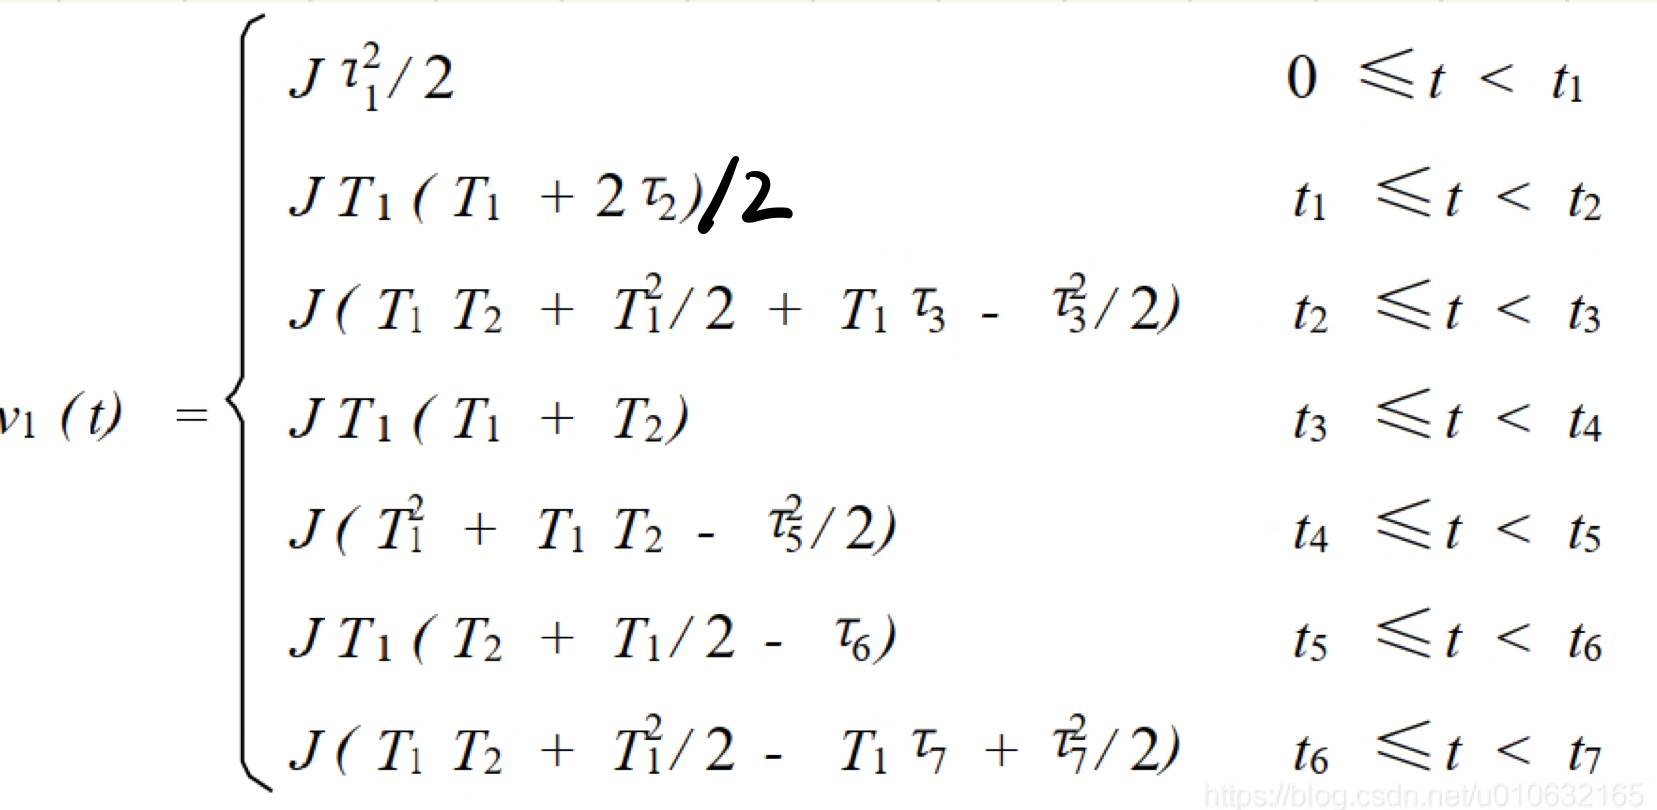 J τ₁²/2 0 ≤ t < t₁
J T₁ ( T₁ + 2 τ₂)/2 t₁ ≤ t < t₂
J ( T₁ T₂ + T₁²/2 + T₁ τ₃ - τ₃²/2) t₂ ≤ t < t₃
v₁ (t) = { J T₁ ( T₁ + T₂) t₃ ≤ t < t₄
J ( T₁² + T₁ T₂ - τ₅²/2) t₄ ≤ t < t₅
J T₁ ( T₂ + T₁/2 - τ₆) t₅ ≤ t < t₆
J ( T₁ T₂ + T₁²/2 - T₁ τ₇ + τ₇²/2) t₆ ≤ t < t₇
https://blog.csdn.net/u010632165